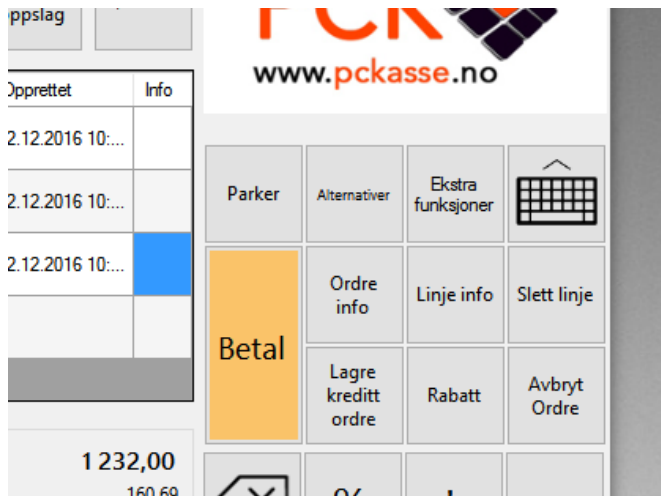 ppslag
PCK
www.pckasse.no
Opprettet Info
2.12.2016 10:...
2.12.2016 10:...
2.12.2016 10:...
Parker
Alternativer
Ekstra
funksjoner
Betal
Ordre
info
Linje info
Slett linje
Lagre
kreditt
ordre
Rabatt
Avbryt
Ordre
1 232,00
160,69
%